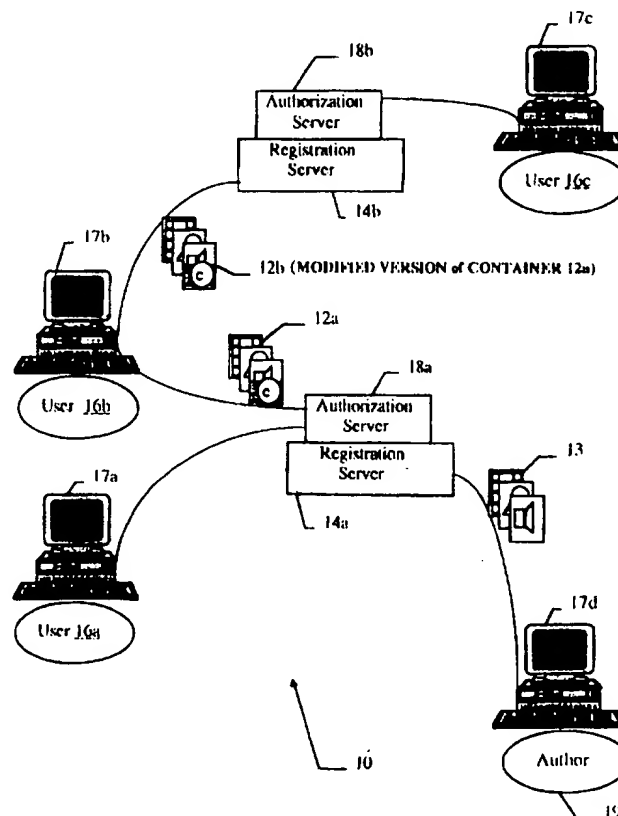 17c
18b
Authorization
Server
Registration
Server
User 16c
14b
17b
12b (MODIFIED VERSION of CONTAINER 12a)
12a
18a
User 16b
Authorization
Server
Registration
Server
13
17a
14a
17d
User 16a
10
Author
19